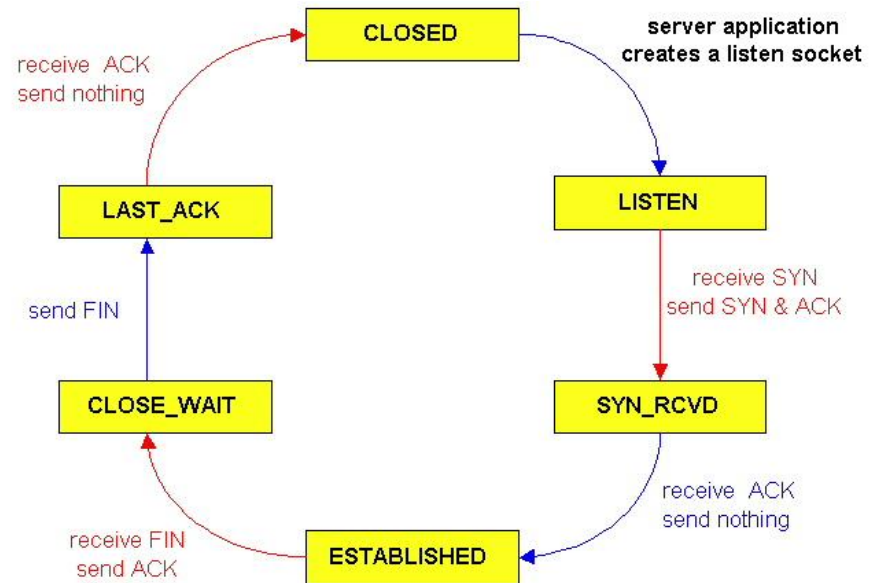 CLOSED
server application
creates a listen socket
receive ACK
send nothing
LAST_ACK
LISTEN
receive SYN
send SYN & ACK
send FIN
CLOSE_WAIT
SYN_RCVD
receive ACK
send nothing
receive FIN
send ACK
ESTABLISHED